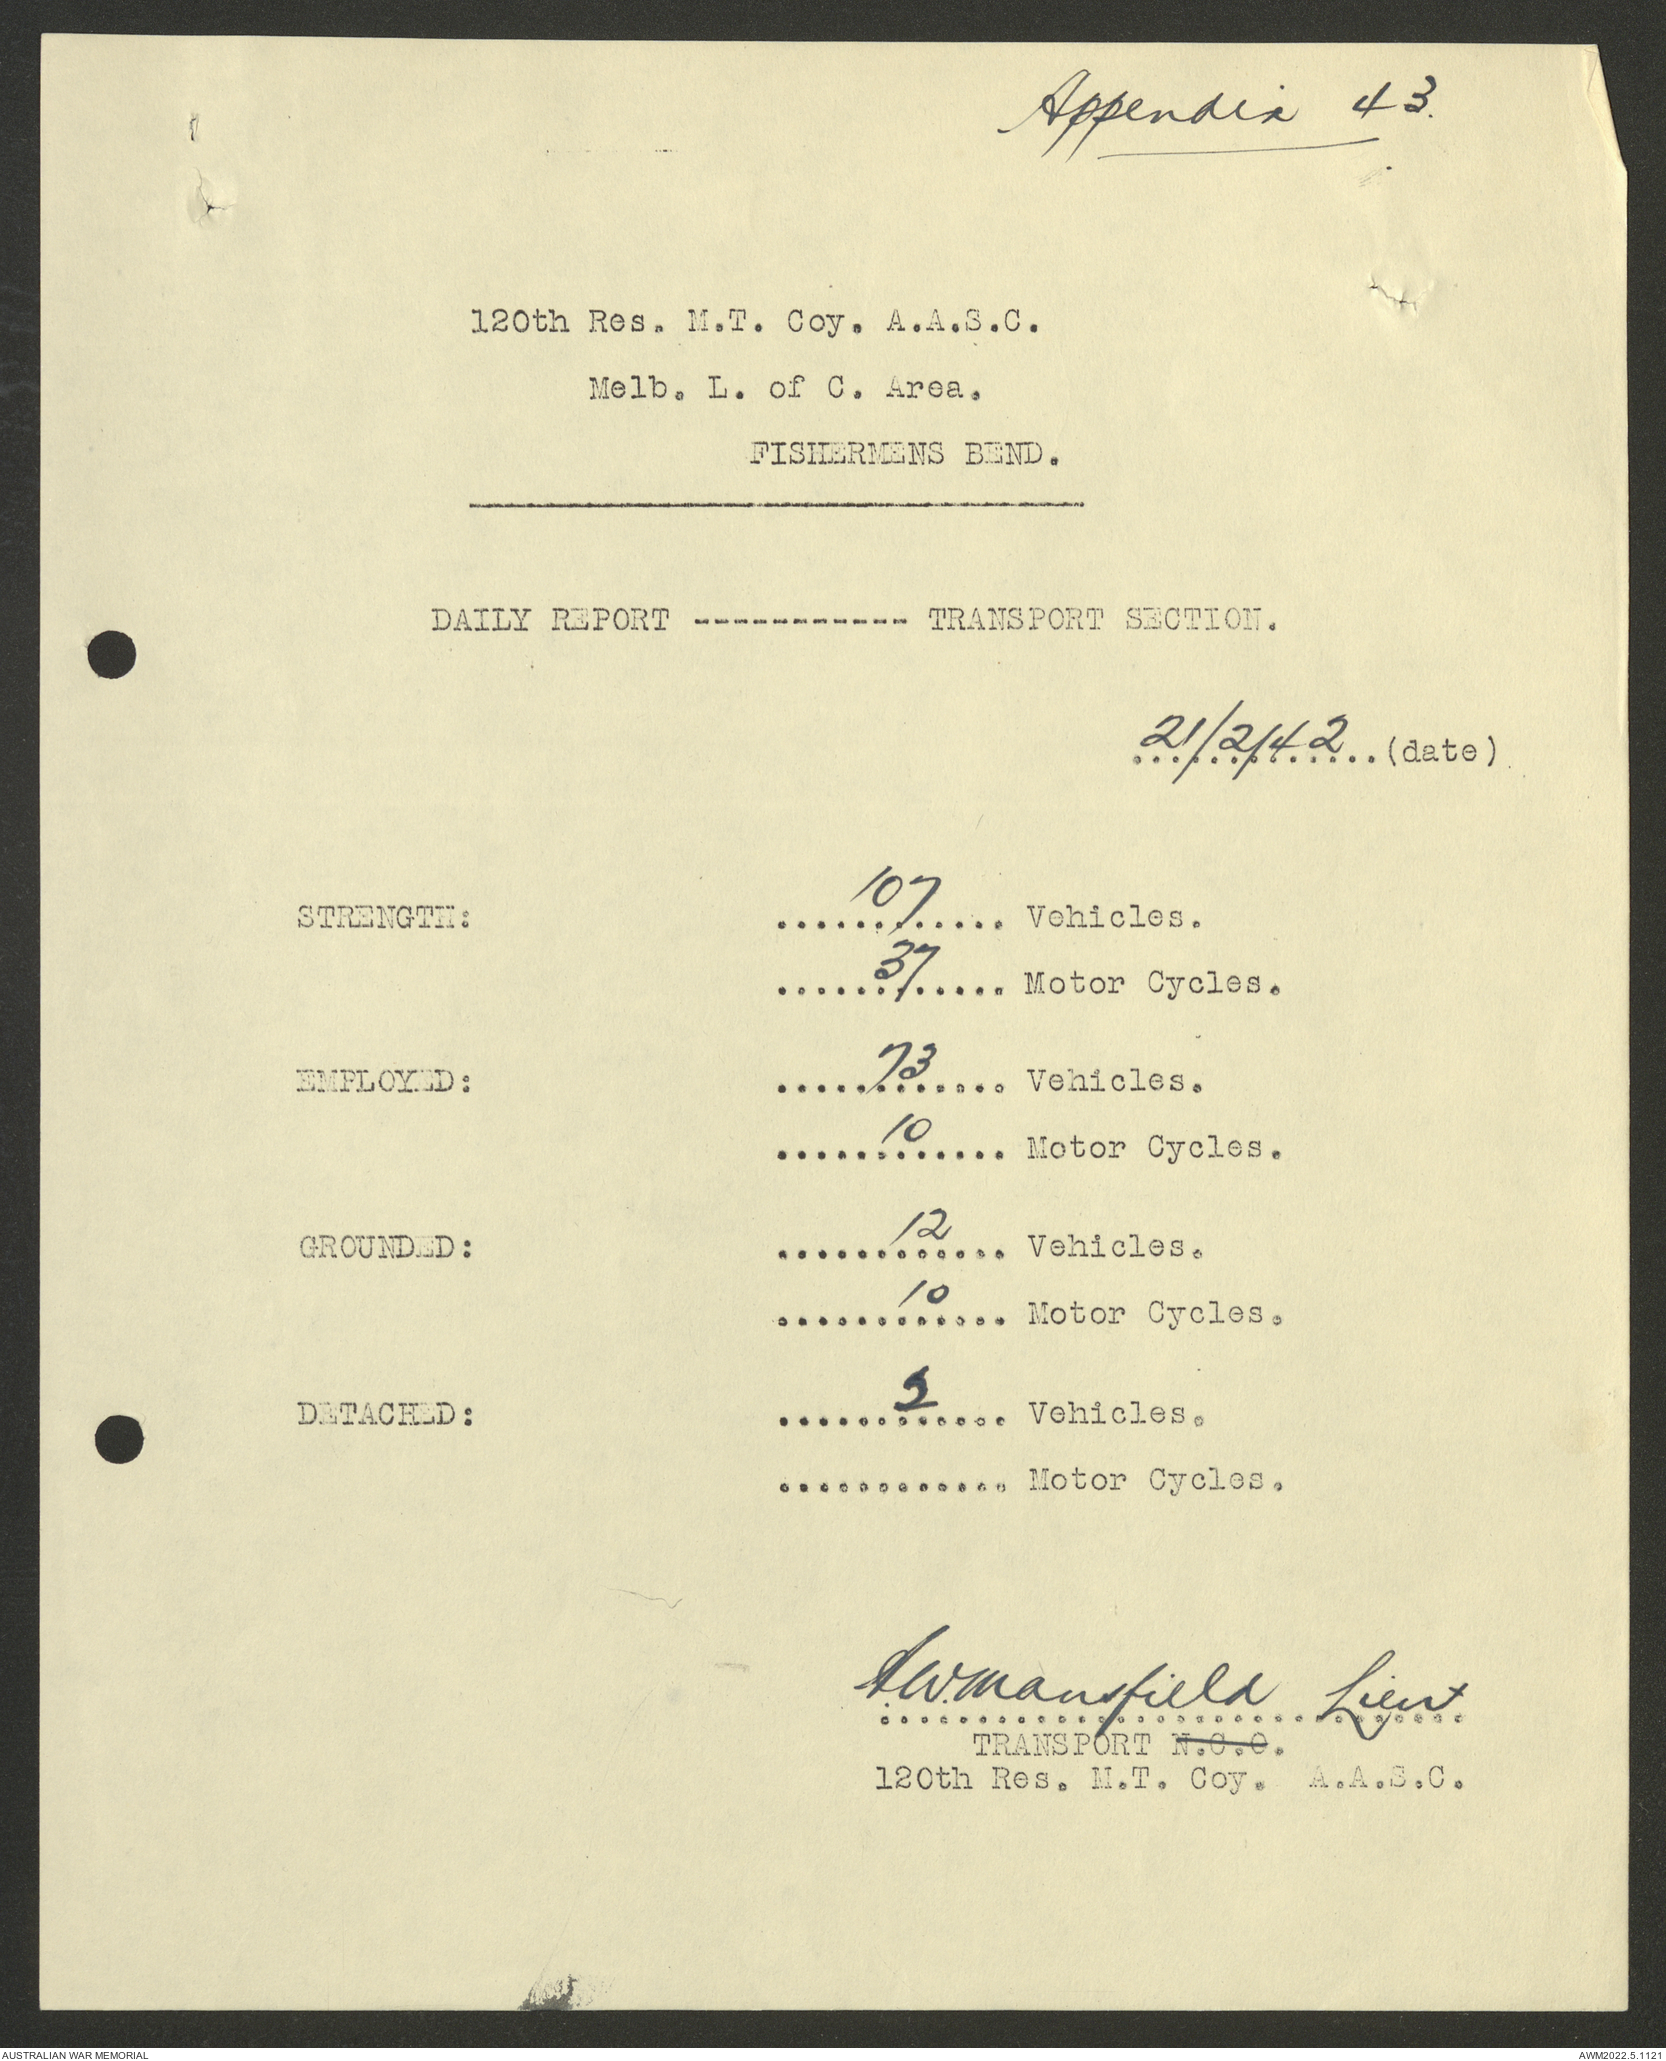 Appendix 43.
120th Res. M.T. Coy. A.A.S.C.
Melb. L. of C. Area.
FISHERMENS BEND.
DAILY REPORT ----------- TRANSPORT SECTION.
21/2/42..(date)
STRENGTH: 107 Vehicles.
37 Motor Cycles.
EMPLOYED: 73 Vehicles.
10 Motor Cycles.
GROUNDED: 12 Vehicles.
10 Motor Cycles.
DETACHED: Vehicles.
............ Motor Cycles.
A.W. Mansfield Lieut
TRANSPORT N.C.O.
120th Res. M.T. Coy. A.A.S.C.
AUSTRALIAN WAR MEMORIAL
AWM2022.5.1121